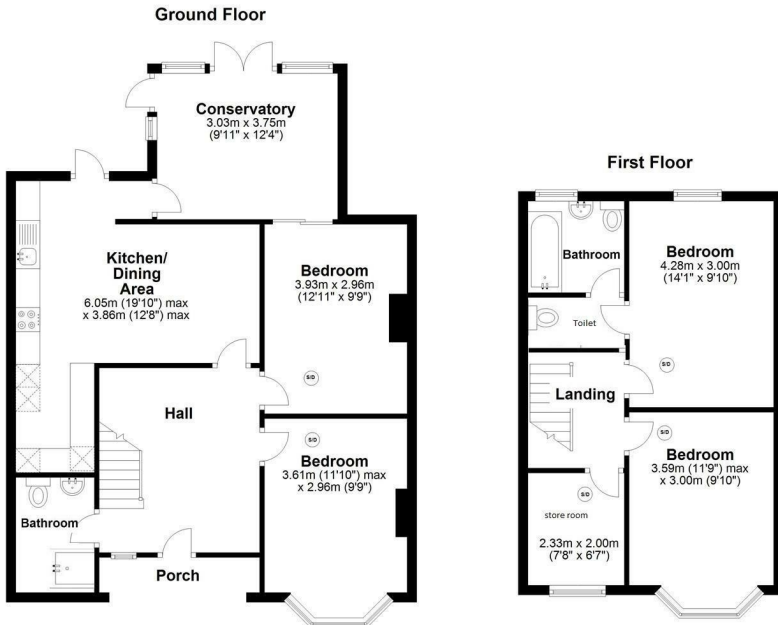 Ground Floor
Conservatory
3.03m x 3.75m
(9'11" x 12'4")
Kitchen/
Dining
Area
6.05m (19'10") max
x 3.86m (12'8") max
Bedroom
3.93m x 2.96m
(12'11" x 9'9")
S/D
Hall
S/D
Bedroom
3.61m (11'10") max
x 2.96m (9'9")
Bathroom
Porch
First Floor
Bathroom
Bedroom
4.28m x 3.00m
(14'1" x 9'10")
Toilet
S/D
Landing
S/D
Bedroom
3.59m (11'9") max
x 3.00m (9'10")
S/D
store room
2.33m x 2.00m
(7'8" x 6'7")